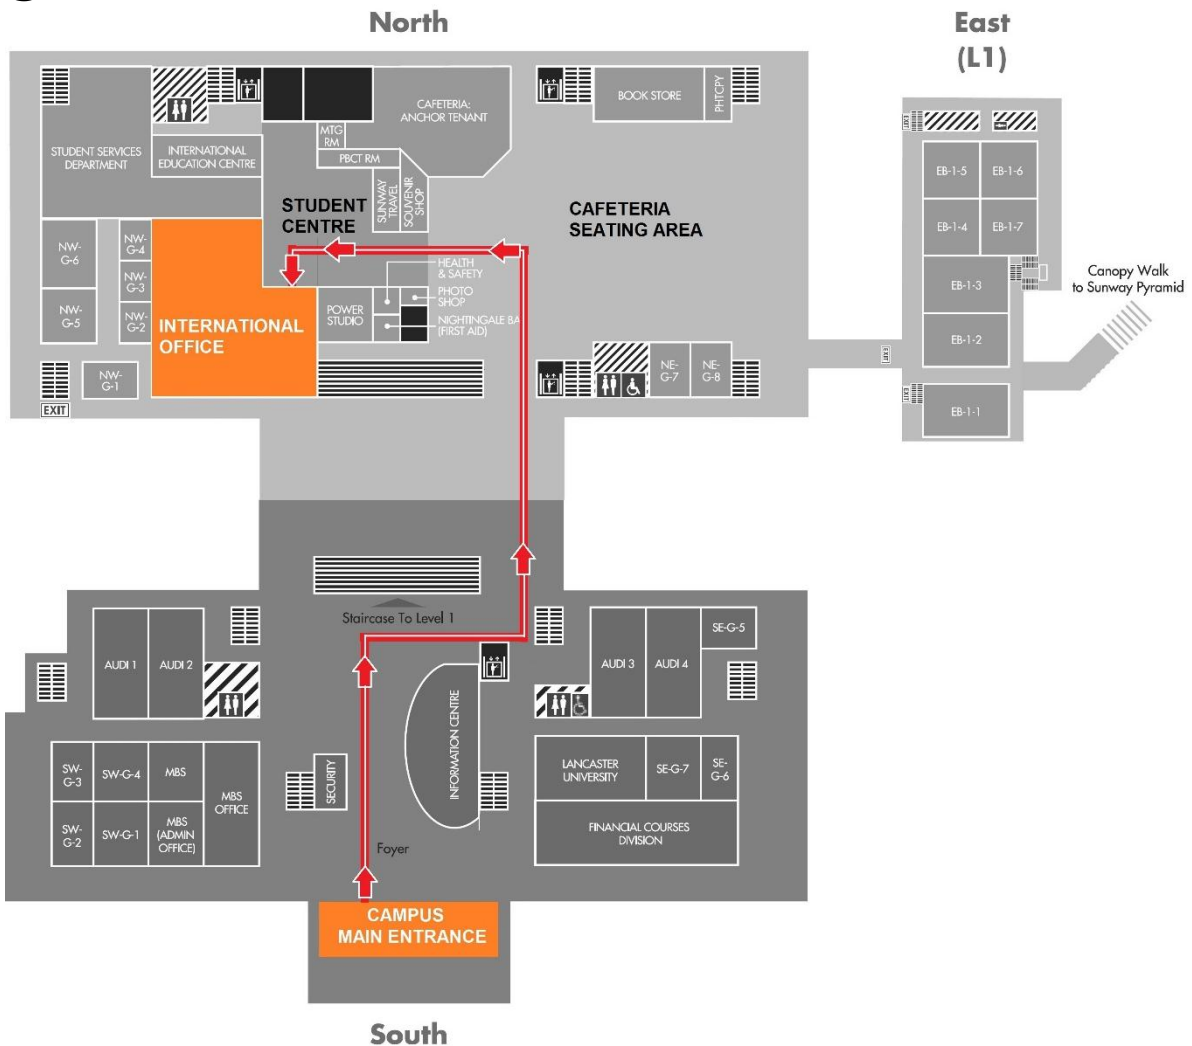 North
East
(L1)
BOOK STORE
PHTCPY
CAFETERIA:
ANCHOR TENANT
MTG
RM
PBCT RM
STUDENT SERVICES
DEPARTMENT
INTERNATIONAL
EDUCATION CENTRE
SUNWAY
TRAVEL
SOUVENIR
SHOP
STUDENT
CENTRE
CAFETERIA
SEATING AREA
NW-
G-6
NW-
G-4
NW-
G-3
NW-
G-5
NW-
G-2
INTERNATIONAL
OFFICE
HEALTH
& SAFETY
PHOTO
SHOP
POWER
STUDIO
NIGHTINGALE BA
(FIRST AID)
NW-
G-1
EXIT
NE-
G-7
NE-
G-8
EXIT
EB-1-5
EB-1-6
EB-1-4
EB-1-7
EB-1-3
EB-1-2
EXIT
EXIT
EB-1-1
Canopy Walk
to Sunway Pyramid
Staircase To Level 1
AUDI 1
AUDI 2
AUDI 3
AUDI 4
SE-G-5
INFORMATION CENTRE
SECURITY
SW-
G-3
SW-G-4
MBS
MBS
OFFICE
SW-
G-2
SW-G-1
MBS
(ADMIN
OFFICE)
LANCASTER
UNIVERSITY
SE-G-7
SE-
G-6
FINANCIAL COURSES
DIVISION
Foyer
CAMPUS
MAIN ENTRANCE
South